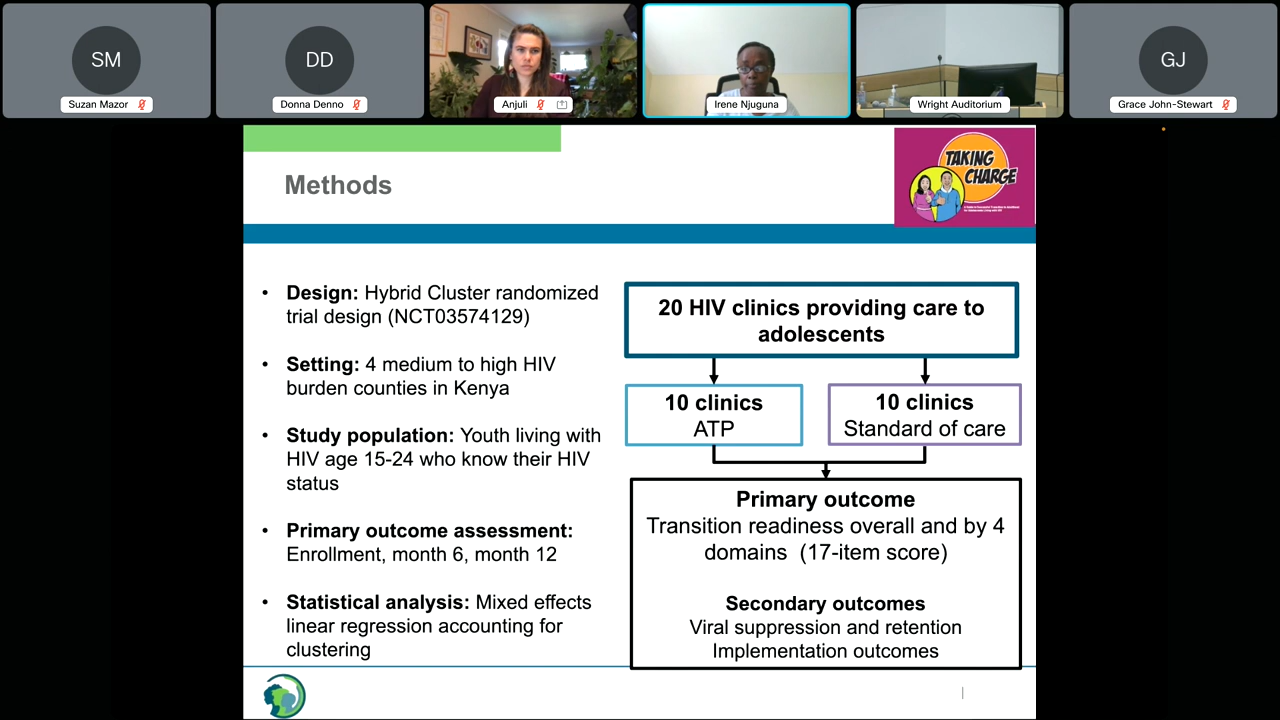 SM
DD
GJ
Suzan Mazor
Donna Denno
Anjuli
Irene Njuguna
Wright Auditorium
Grace John-Stewart
Methods
TAKING
CHARGE
• Design: Hybrid Cluster randomized
trial design (NCT03574129)
• Setting: 4 medium to high HIV
burden counties in Kenya
• Study population: Youth living with
HIV age 15-24 who know their HIV
status
• Primary outcome assessment:
Enrollment, month 6, month 12
• Statistical analysis: Mixed effects
linear regression accounting for
clustering
20 HIV clinics providing care to
adolescents
10 clinics
ATP
10 clinics
Standard of care
Primary outcome
Transition readiness overall and by 4
domains (17-item score)
Secondary outcomes
Viral suppression and retention
Implementation outcomes